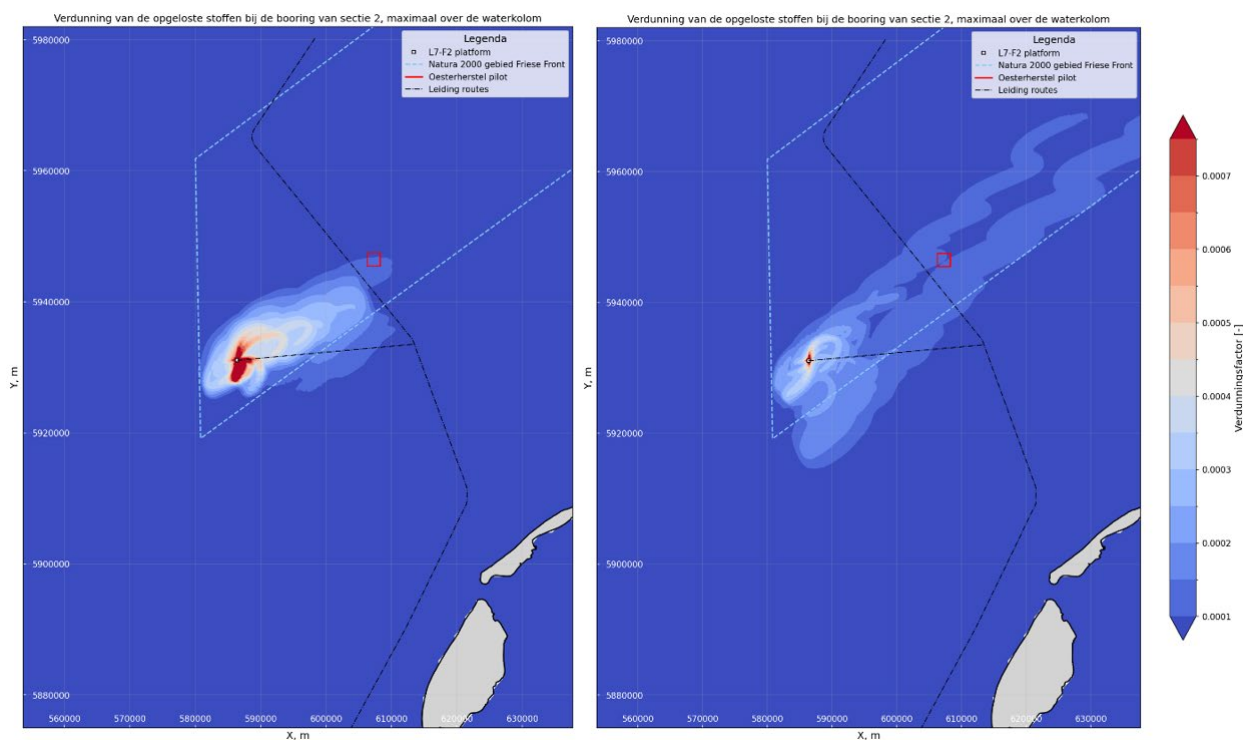 Verdunning van de opgeloste stoffen bij de booring van sectie 2, maximaal over de waterkolom
Legenda
L7-F2 platform
Natura 2000 gebied Friese Front
Oesterherstel pilot
Leiding routes
5980000
5960000
5940000
5920000
5900000
5880000
Y, m
560000 570000 580000 590000 600000 610000 620000 630000
X, m
Verdunning van de opgeloste stoffen bij de booring van sectie 2, maximaal over de waterkolom
Legenda
L7-F2 platform
Natura 2000 gebied Friese Front
Oesterherstel pilot
Leiding routes
5980000
5960000
5940000
5920000
5900000
5880000
Y, m
560000 570000 580000 590000 600000 610000 620000 630000
X, m
0.0007
0.0006
0.0005
0.0004
0.0003
0.0002
0.0001
Verdunningsfactor [-]